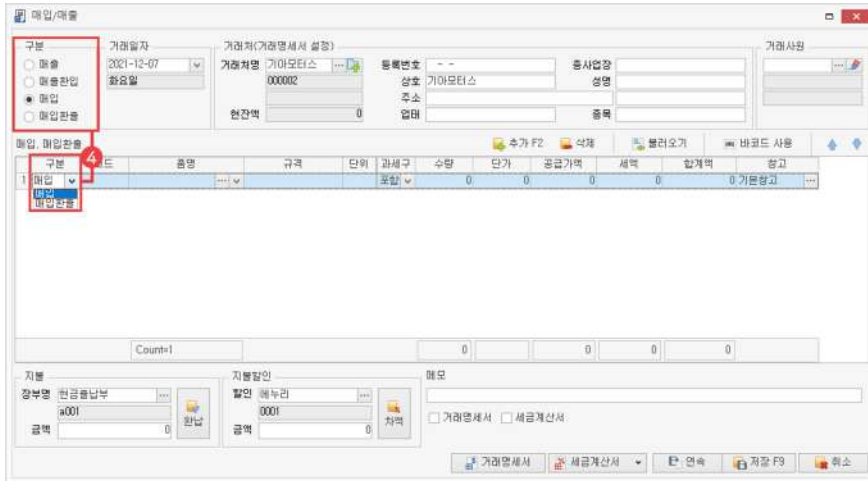 매입/매출
구분 거래일자 거래처(거래명세서 설정) 거래사원
매출 2021-12-07 거래처명 기아모터스 등록번호 - - 종사업장
매출환입 화요일 000002 상호 기아모터스 성명
매입 주소
매입환출 현잔액 0 업태 종목
매입, 매입환출 추가 F2 삭제 불러오기 바코드 사용
4
구분 코드 품명 규격 단위 과세구 수량 단가 공급가액 세액 합계액 창고
1 매입 포함 0 0 0 0 0 기본창고
매입
매입환출
Count=1 0 0 0 0
지불 지불할인 메모
장부명 현금출납부 할인 에누리
a001 완납 0001 차액 거래명세서 세금계산서
금액 0 금액 0
거래명세서 세금계산서 연속 저장 F9 취소